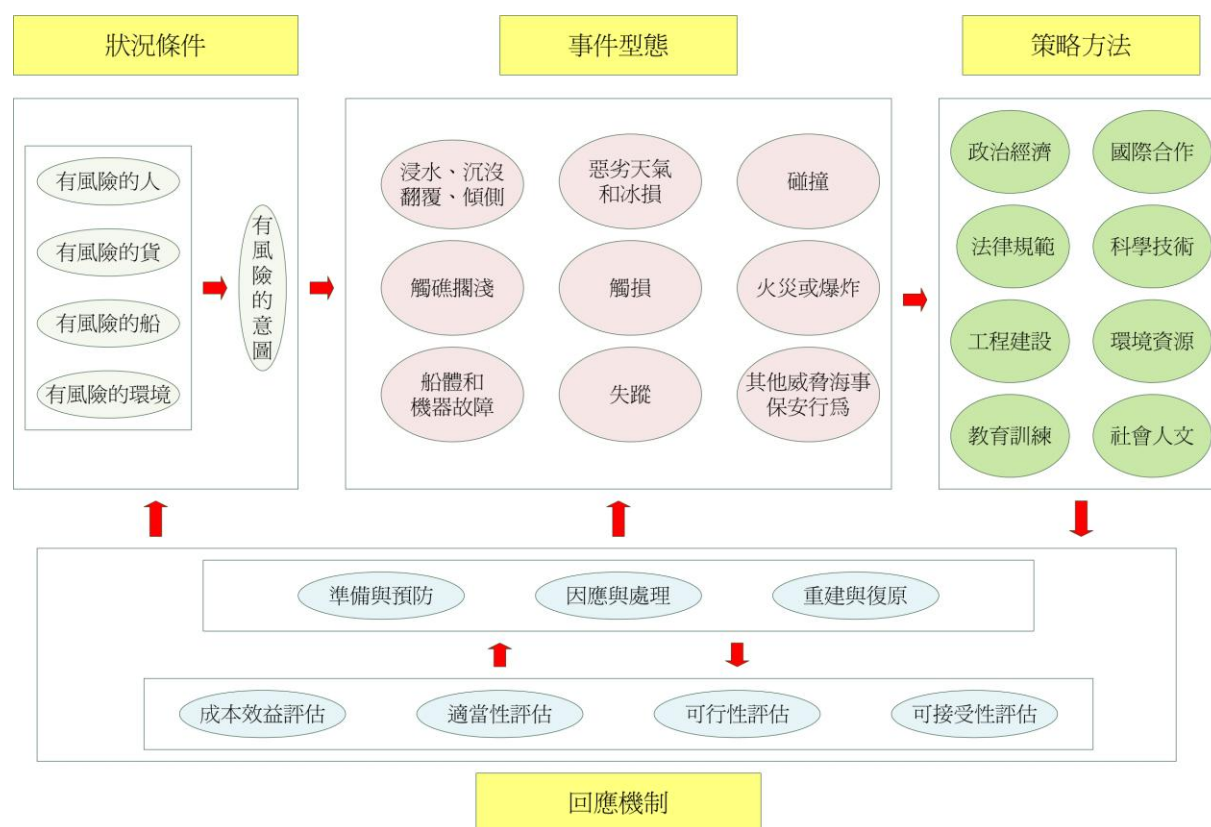 狀況條件
事件型態
策略方法
有風險的人
有風險的貨
有風險的船
有風險的環境
有風險的意圖
浸水、沉沒
翻覆、傾側
惡劣天氣
和冰損
碰撞
觸礁擱淺
觸損
火災或爆炸
船體和
機器故障
失蹤
其他威脅海事
保安行為
政治經濟
國際合作
法律規範
科學技術
工程建設
環境資源
教育訓練
社會人文
準備與預防
因應與處理
重建與復原
成本效益評估
適當性評估
可行性評估
可接受性評估
回應機制